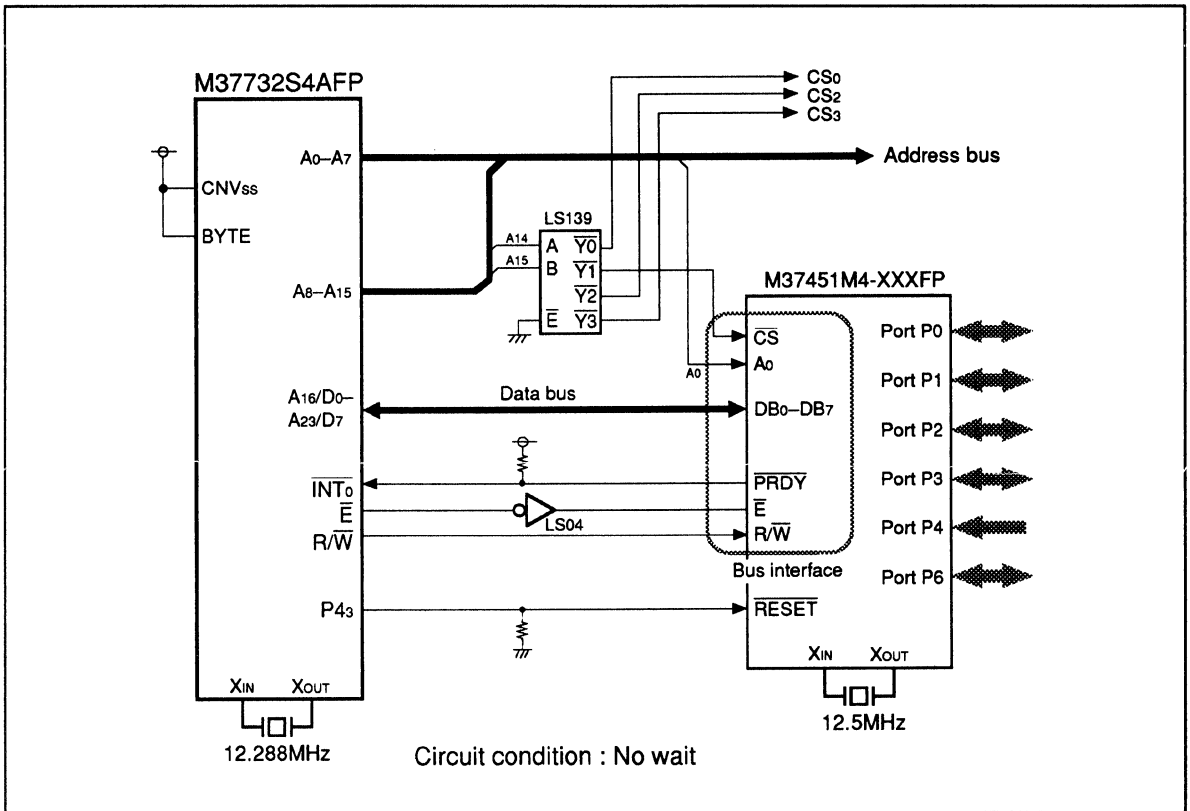 M37732S4AFP
CS0
CS2
CS3
A0–A7
Address bus
CNVss
BYTE
LS139
A14
A
Y0
A15
B
Y1
Y2
E
Y3
A8–A15
M37451M4-XXXFP
CS
Port P0
A0
A0
Port P1
A16/D0–
A23/D7
Data bus
DB0–DB7
Port P2
INT0
PRDY
Port P3
E
LS04
E
Port P4
R/W
R/W
Bus interface
Port P6
P43
RESET
XIN
XOUT
12.5MHz
XIN
XOUT
12.288MHz
Circuit condition : No wait